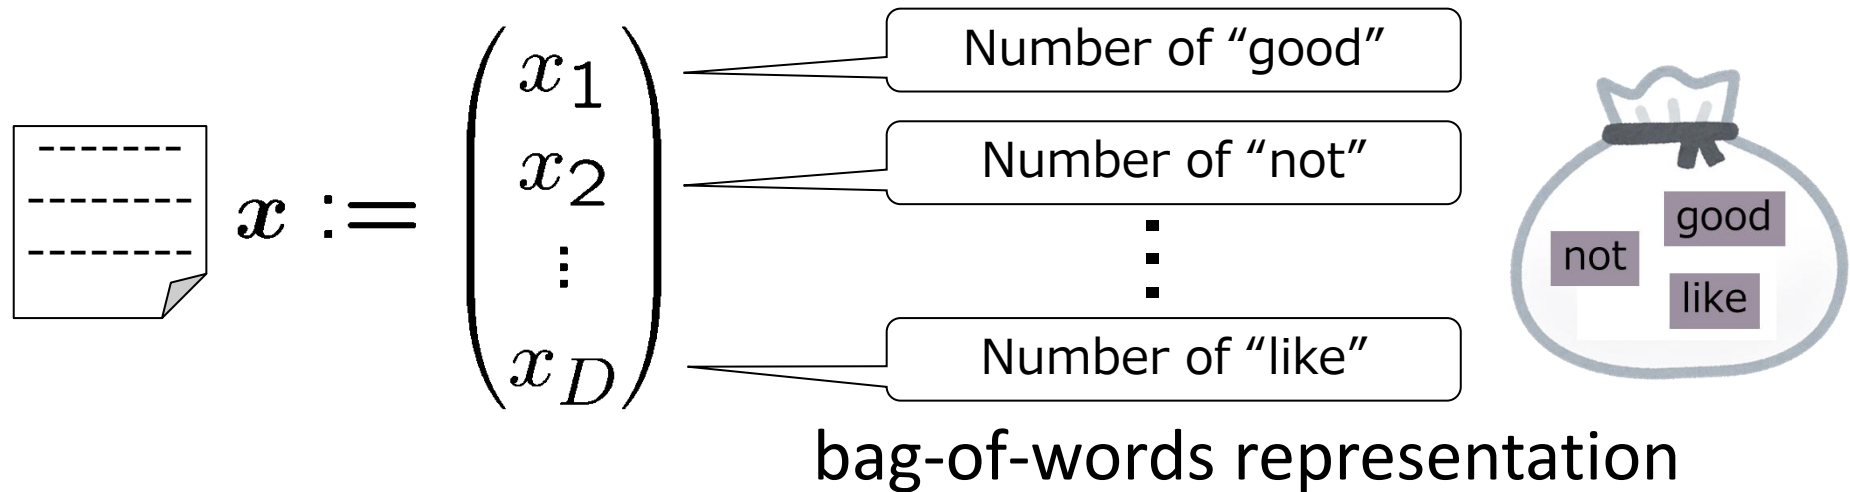 x := 
x1
x2
⋮
xD
Number of “good”
Number of “not”
⋮
Number of “like”
good
not
like
bag-of-words representation